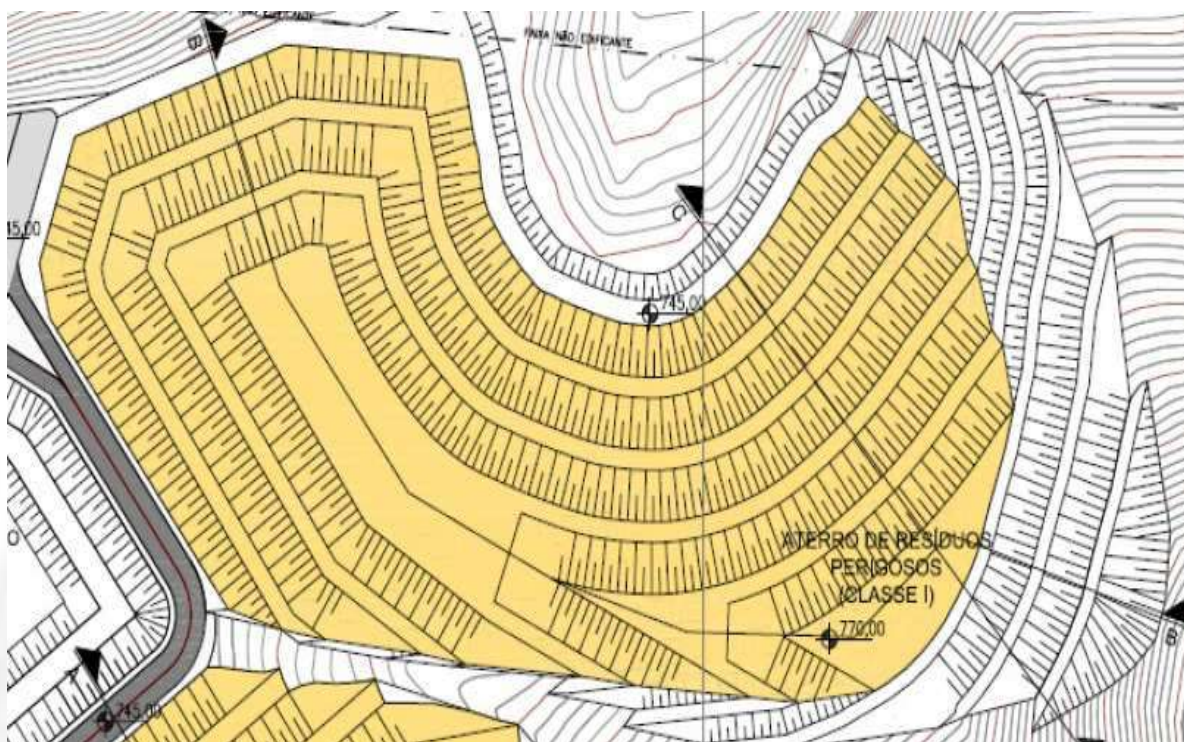 FAIXA NÃO EDIFICANTE
B
C
745,00
ATERRO DE RESÍDUOS
PERIGOSOS
(CLASSE I)
770,00
B
A
745,00